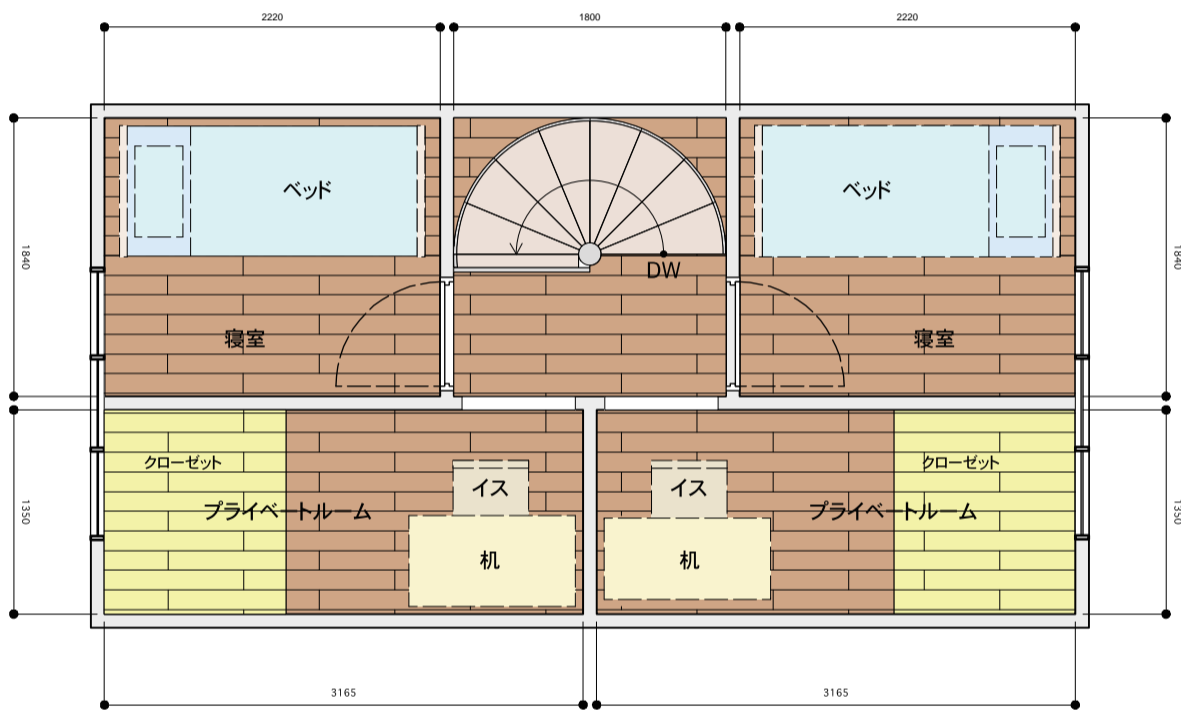 2220
1800
2220
ベッド
ベッド
DW
1840
1840
寝室
寝室
クローゼット
クローゼット
イス
イス
プライベートルーム
プライベートルーム
1350
1350
机
机
3165
3165